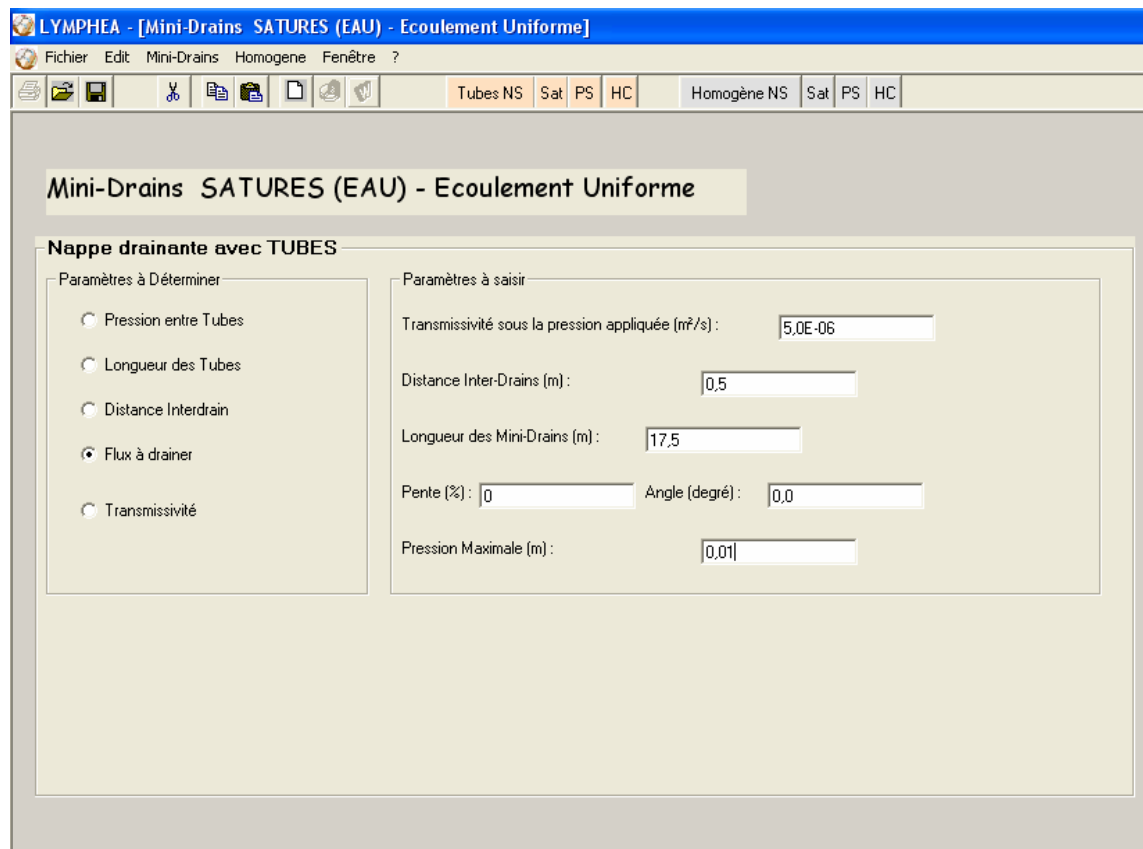 LYMPHEA - [Mini-Drains SATURES (EAU) - Ecoulement Uniforme]
Fichier Edit Mini-Drains Homogene Fenêtre ?
Tubes NS Sat PS HC Homogène NS Sat PS HC
Mini-Drains SATURES (EAU) - Ecoulement Uniforme
Nappe drainante avec TUBES
Paramètres à Déterminer
Pression entre Tubes
Longueur des Tubes
Distance Interdrain
Flux à drainer
Transmissivité
Paramètres à saisir
Transmissivité sous la pression appliquée (m²/s) : 5,0E-06
Distance Inter-Drains (m) : 0,5
Longueur des Mini-Drains (m) : 17,5
Pente (%) : 0 Angle (degré) : 0,0
Pression Maximale (m) : 0,01